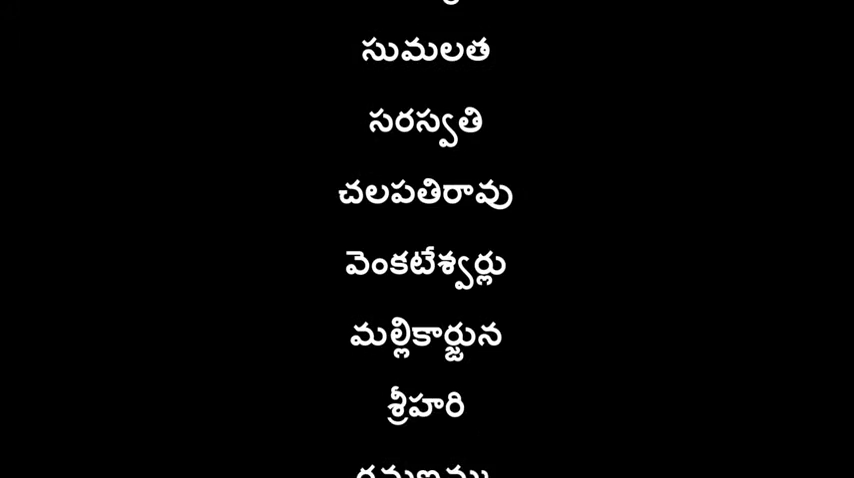 సుమలత
సరస్వతి
చలపతిరావు
వెంకటేశ్వర్లు
మల్లికార్జున
శ్రీహరి